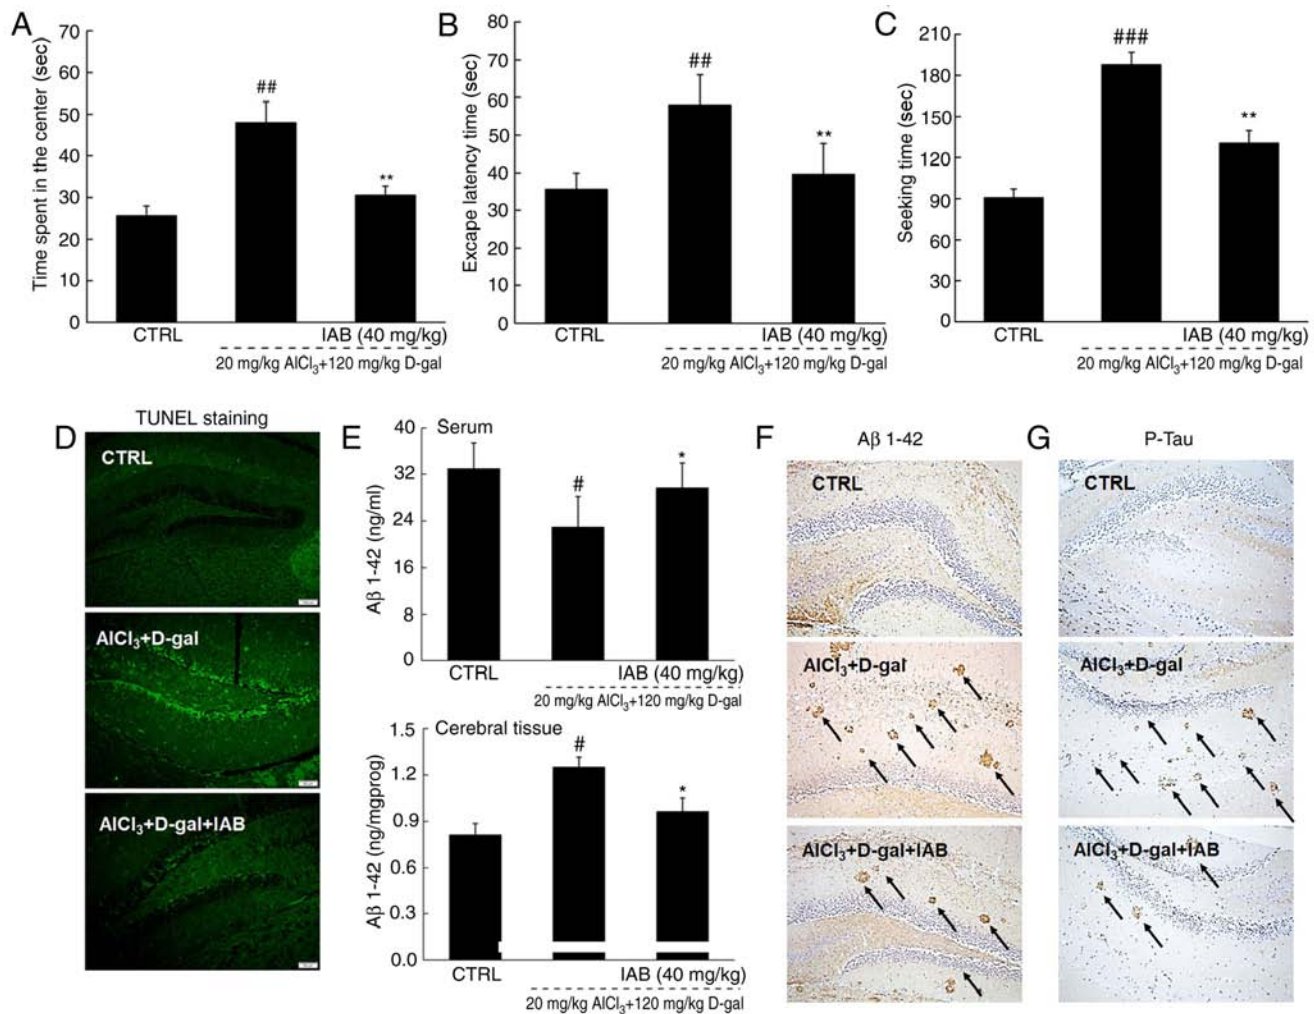 A
Time spent in the center (sec)
70
60
50
40
30
20
10
0
##
**
CTRL
IAB (40 mg/kg)
20 mg/kg AlCl₃+120 mg/kg D-gal
B
Excape latency time (sec)
80
70
60
50
40
30
20
10
0
##
**
CTRL
IAB (40 mg/kg)
20 mg/kg AlCl₃+120 mg/kg D-gal
C
Seeking time (sec)
210
180
150
120
90
60
30
0
###
**
CTRL
IAB (40 mg/kg)
20 mg/kg AlCl₃+120 mg/kg D-gal
D
TUNEL staining
CTRL
AlCl₃+D-gal
AlCl₃+D-gal+IAB
E
Serum
Aβ 1-42 (ng/ml)
40
32
24
16
8
0
#
*
CTRL
IAB (40 mg/kg)
20 mg/kg AlCl₃+120 mg/kg D-gal
Cerebral tissue
Aβ 1-42 (ng/mgprog)
1.5
1.2
0.9
0.6
0.3
0.0
#
*
CTRL
IAB (40 mg/kg)
20 mg/kg AlCl₃+120 mg/kg D-gal
F
Aβ 1-42
CTRL
AlCl₃+D-gal
AlCl₃+D-gal+IAB
G
P-Tau
CTRL
AlCl₃+D-gal
AlCl₃+D-gal+IAB